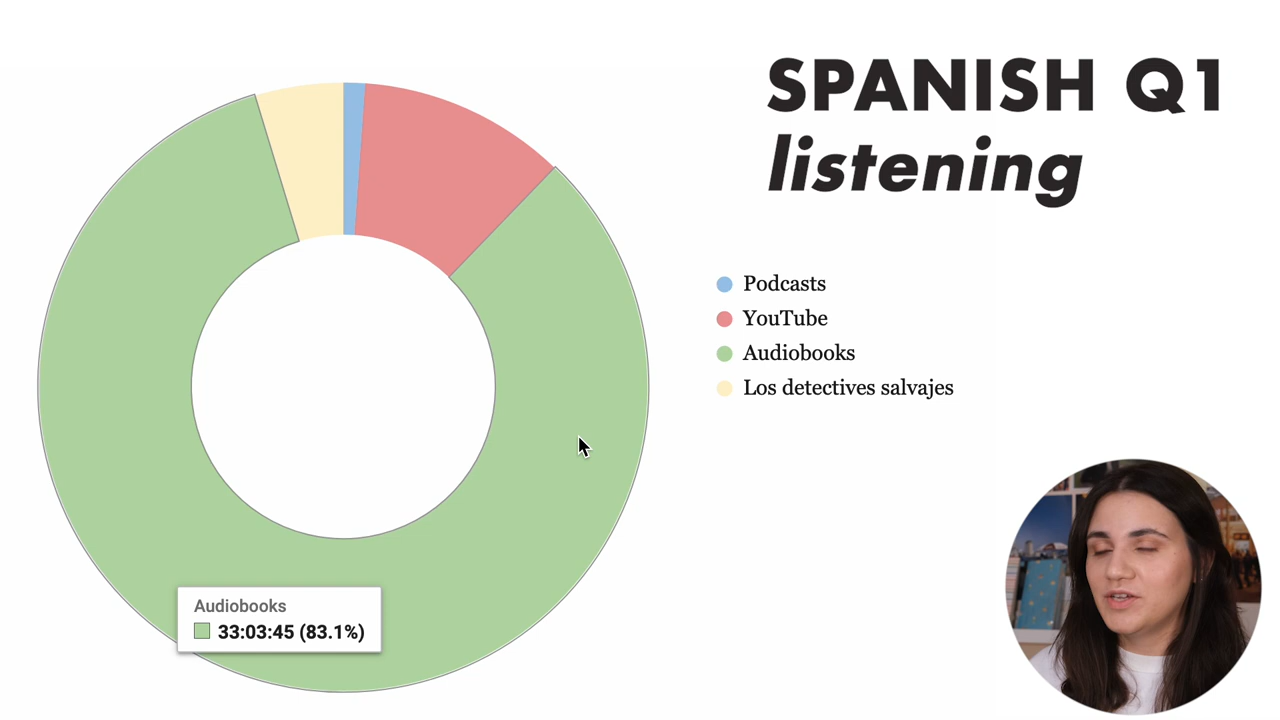 SPANISH Q1
listening
Podcasts
YouTube
Audiobooks
Los detectives salvajes
Audiobooks
33:03:45 (83.1%)